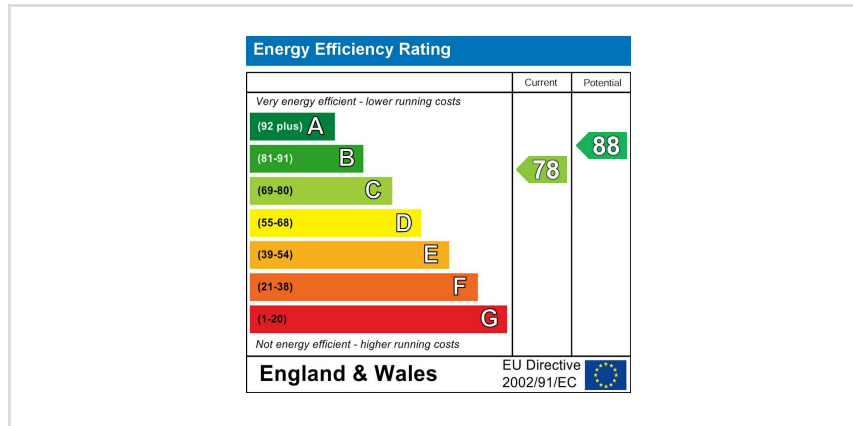 Energy Efficiency Rating
Current Potential
Very energy efficient - lower running costs
(92 plus) A
(81-91) B
(69-80) C
(55-68) D
(39-54) E
(21-38) F
(1-20) G
78
88
Not energy efficient - higher running costs
England & Wales
EU Directive
2002/91/EC